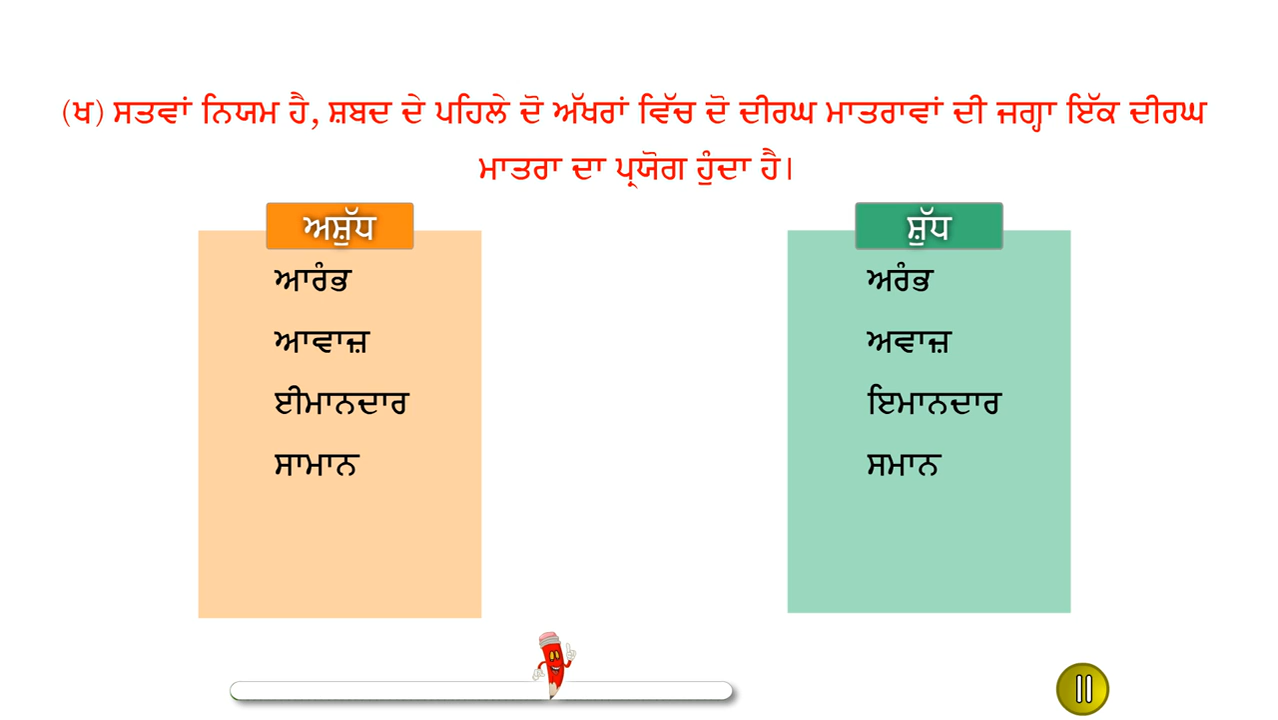 (ਖ) ਸਤਵਾਂ ਨਿਯਮ ਹੈ, ਸ਼ਬਦ ਦੇ ਪਹਿਲੇ ਦੋ ਅੱਖਰਾਂ ਵਿੱਚ ਦੋ ਦੀਰਘ ਮਾਤਰਾਵਾਂ ਦੀ ਜਗ੍ਹਾ ਇੱਕ ਦੀਰਘ
ਮਾਤਰਾ ਦਾ ਪ੍ਰਯੋਗ ਹੁੰਦਾ ਹੈ।
ਅਸ਼ੁੱਧ
ਆਰੰਭ
ਆਵਾਜ਼
ਈਮਾਨਦਾਰ
ਸਾਮਾਨ
ਸ਼ੁੱਧ
ਅਰੰਭ
ਅਵਾਜ਼
ਇਮਾਨਦਾਰ
ਸਮਾਨ